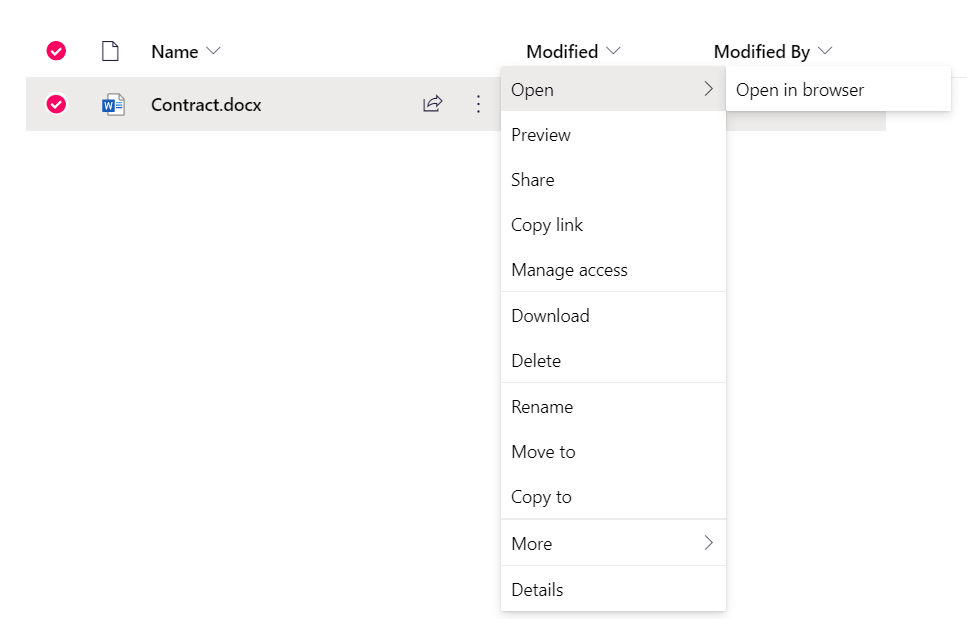 Name Modified Modified By
Contract.docx
Open
Open in browser
Preview
Share
Copy link
Manage access
Download
Delete
Rename
Move to
Copy to
More
Details